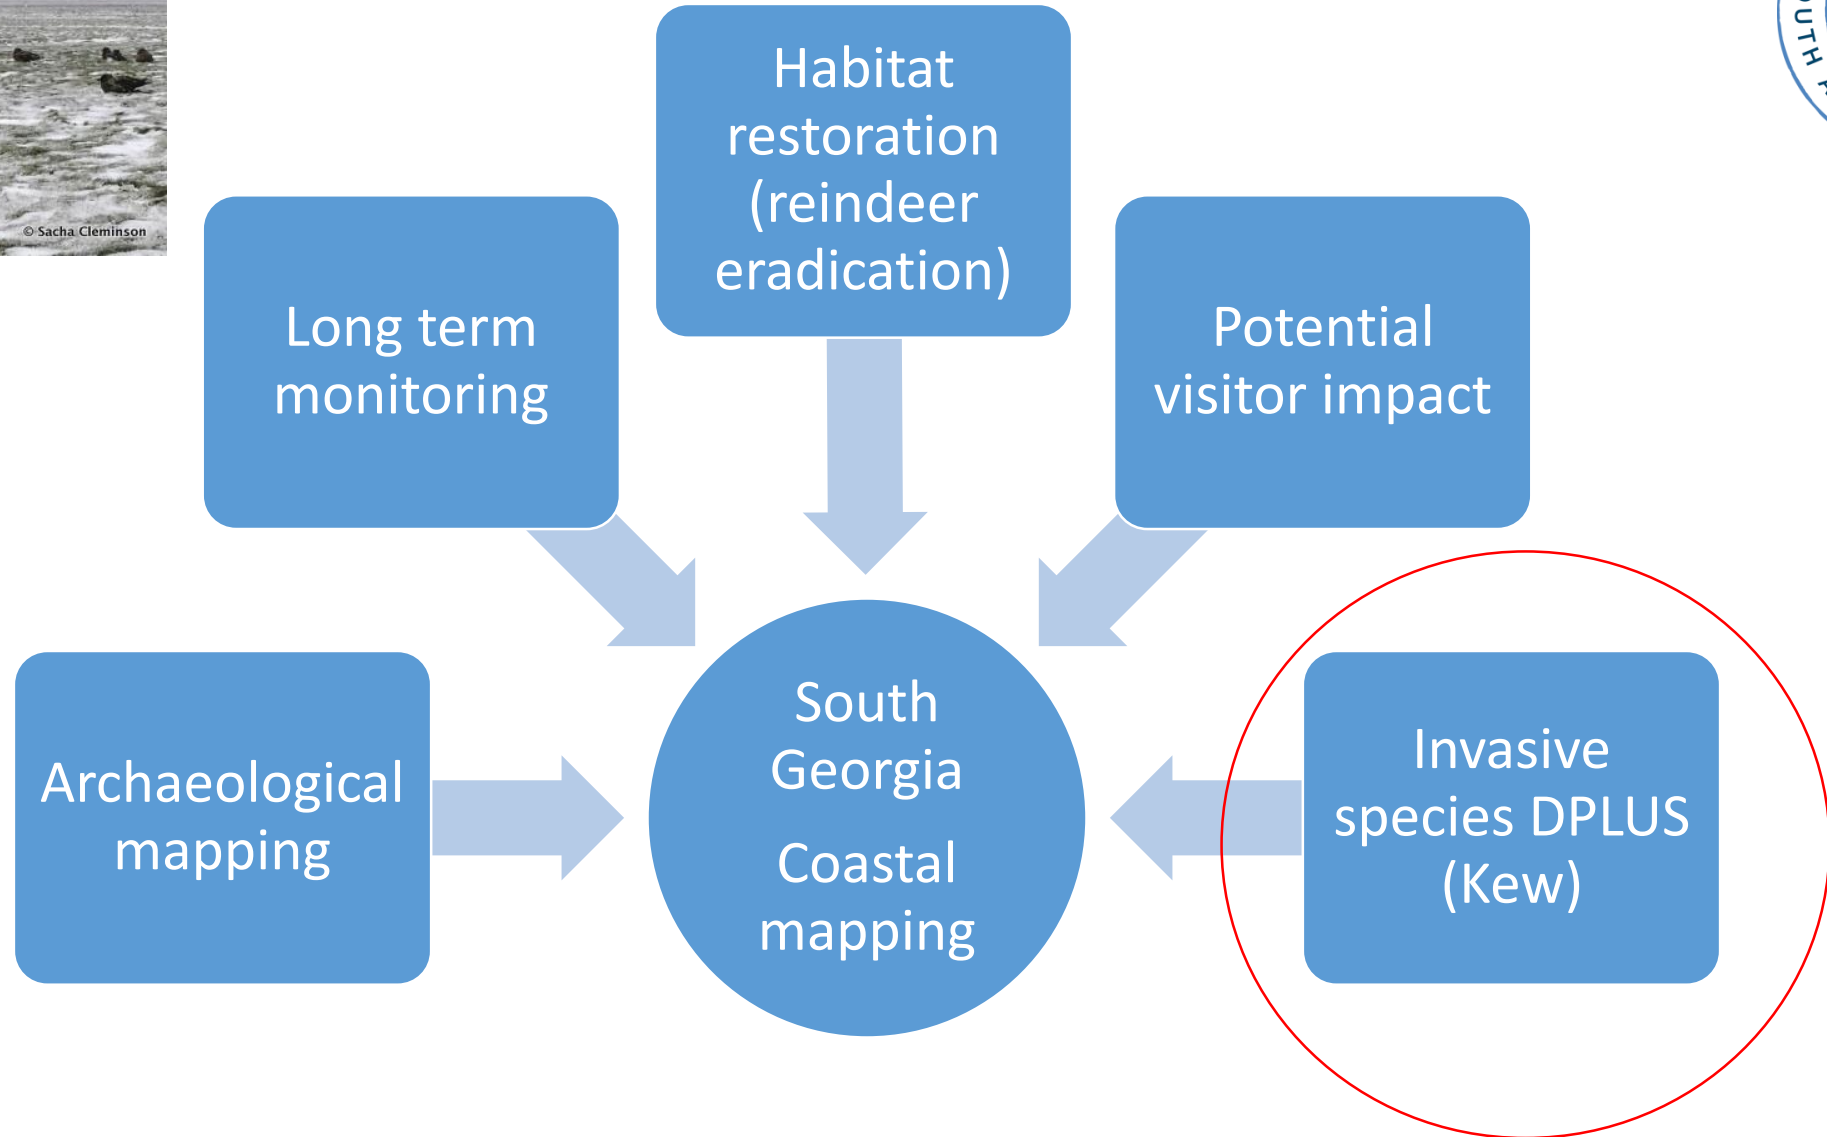 © Sacha Cleminson
Habitat
restoration
(reindeer
eradication)
Long term
monitoring
Potential
visitor impact
Archaeological
mapping
South
Georgia
Coastal
mapping
Invasive
species DPLUS
(Kew)